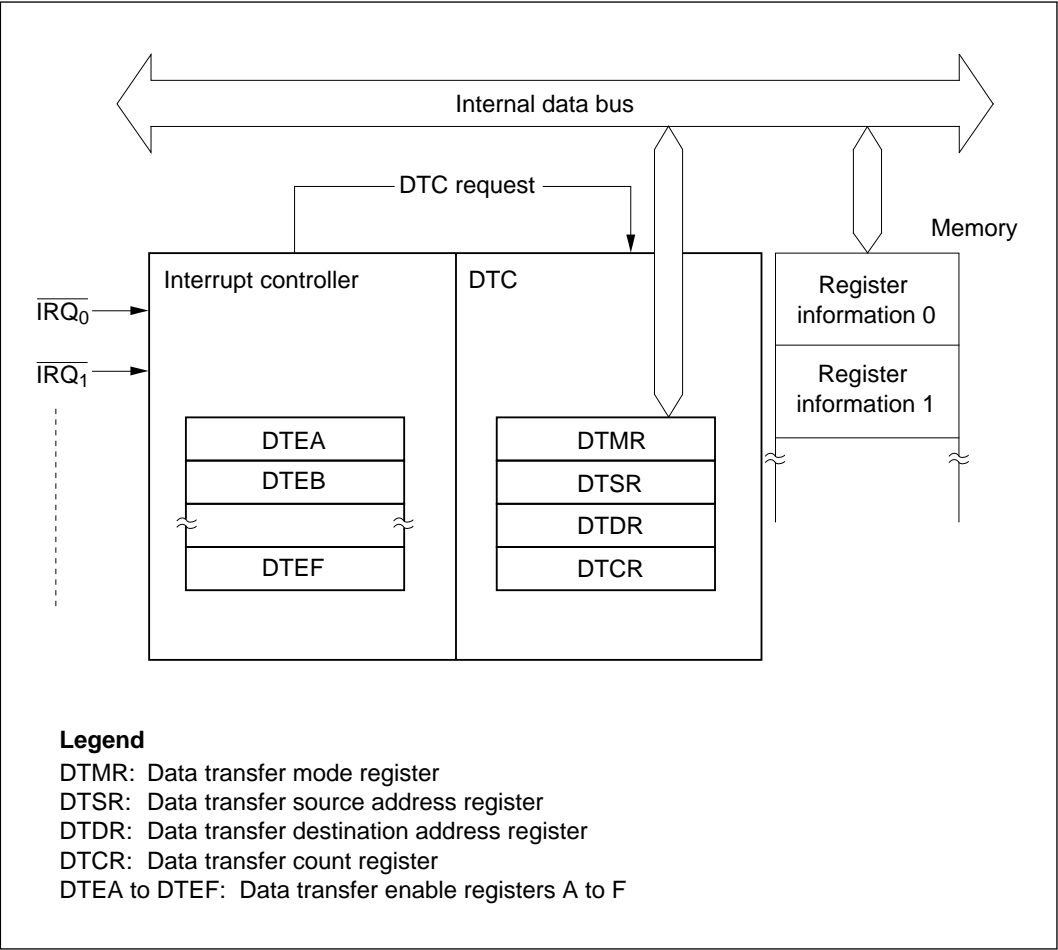 Internal data bus
DTC request
Memory
Interrupt controller
DTC
Register
information 0
IRQ0
IRQ1
Register
information 1
DTEA
DTEB
DTEF
DTMR
DTSR
DTDR
DTCR
Legend
DTMR: Data transfer mode register
DTSR: Data transfer source address register
DTDR: Data transfer destination address register
DTCR: Data transfer count register
DTEA to DTEF: Data transfer enable registers A to F